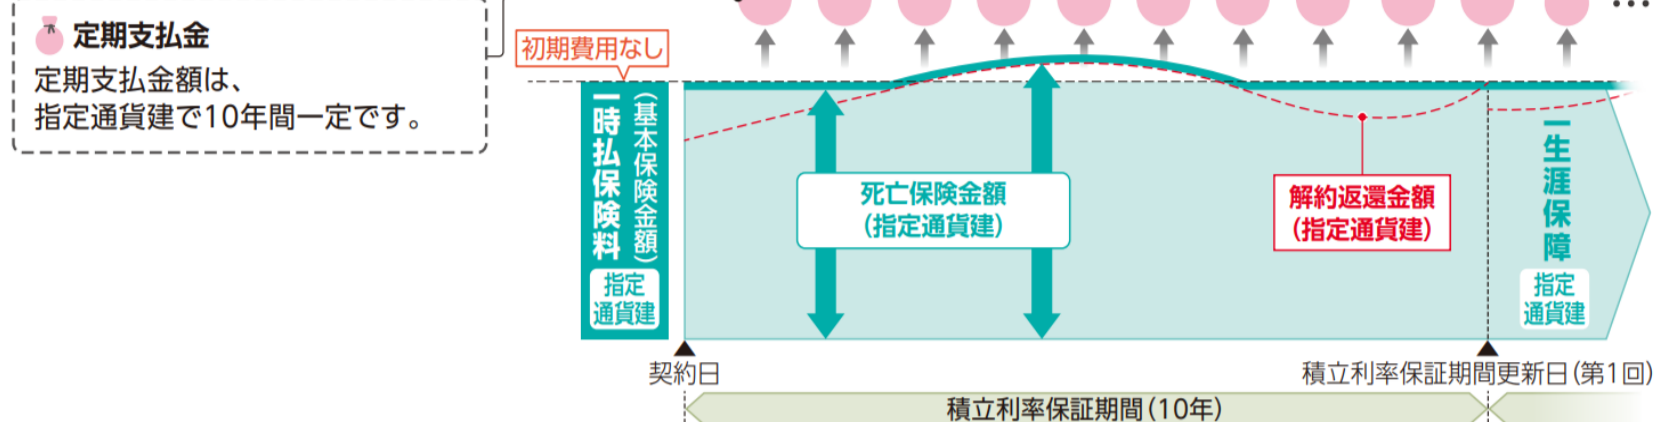 定期支払金
定期支払金額は、
指定通貨建で10年間一定です。
初期費用なし
…
一時払保険料
（基本保険金額）
指定
通貨建
死亡保険金額
（指定通貨建）
解約返還金額
（指定通貨建）
一生涯保障
指定
通貨建
契約日
積立利率保証期間更新日（第1回）
積立利率保証期間（10年）